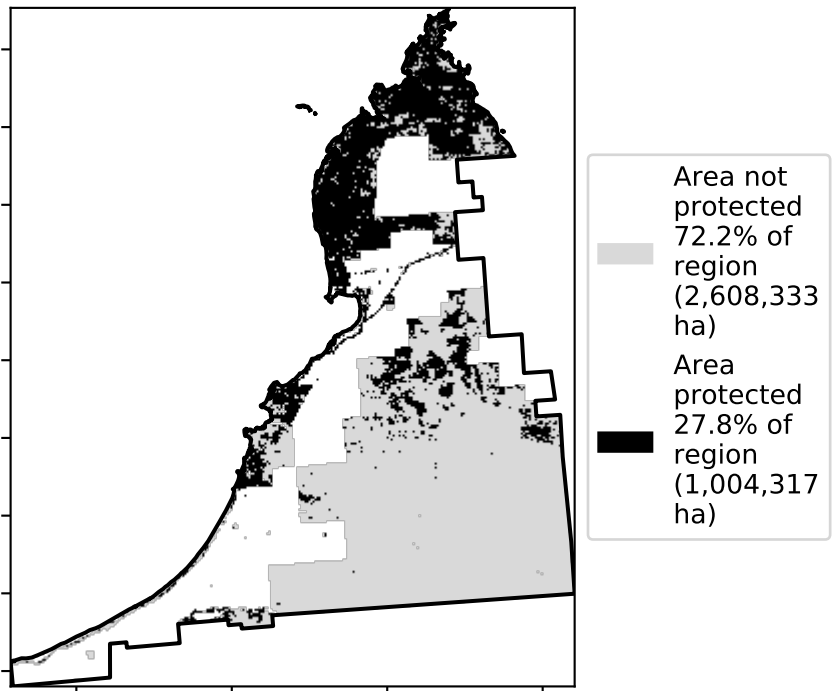 Area not
protected
72.2% of
region
(2,608,333
ha)
Area
protected
27.8% of
region
(1,004,317
ha)